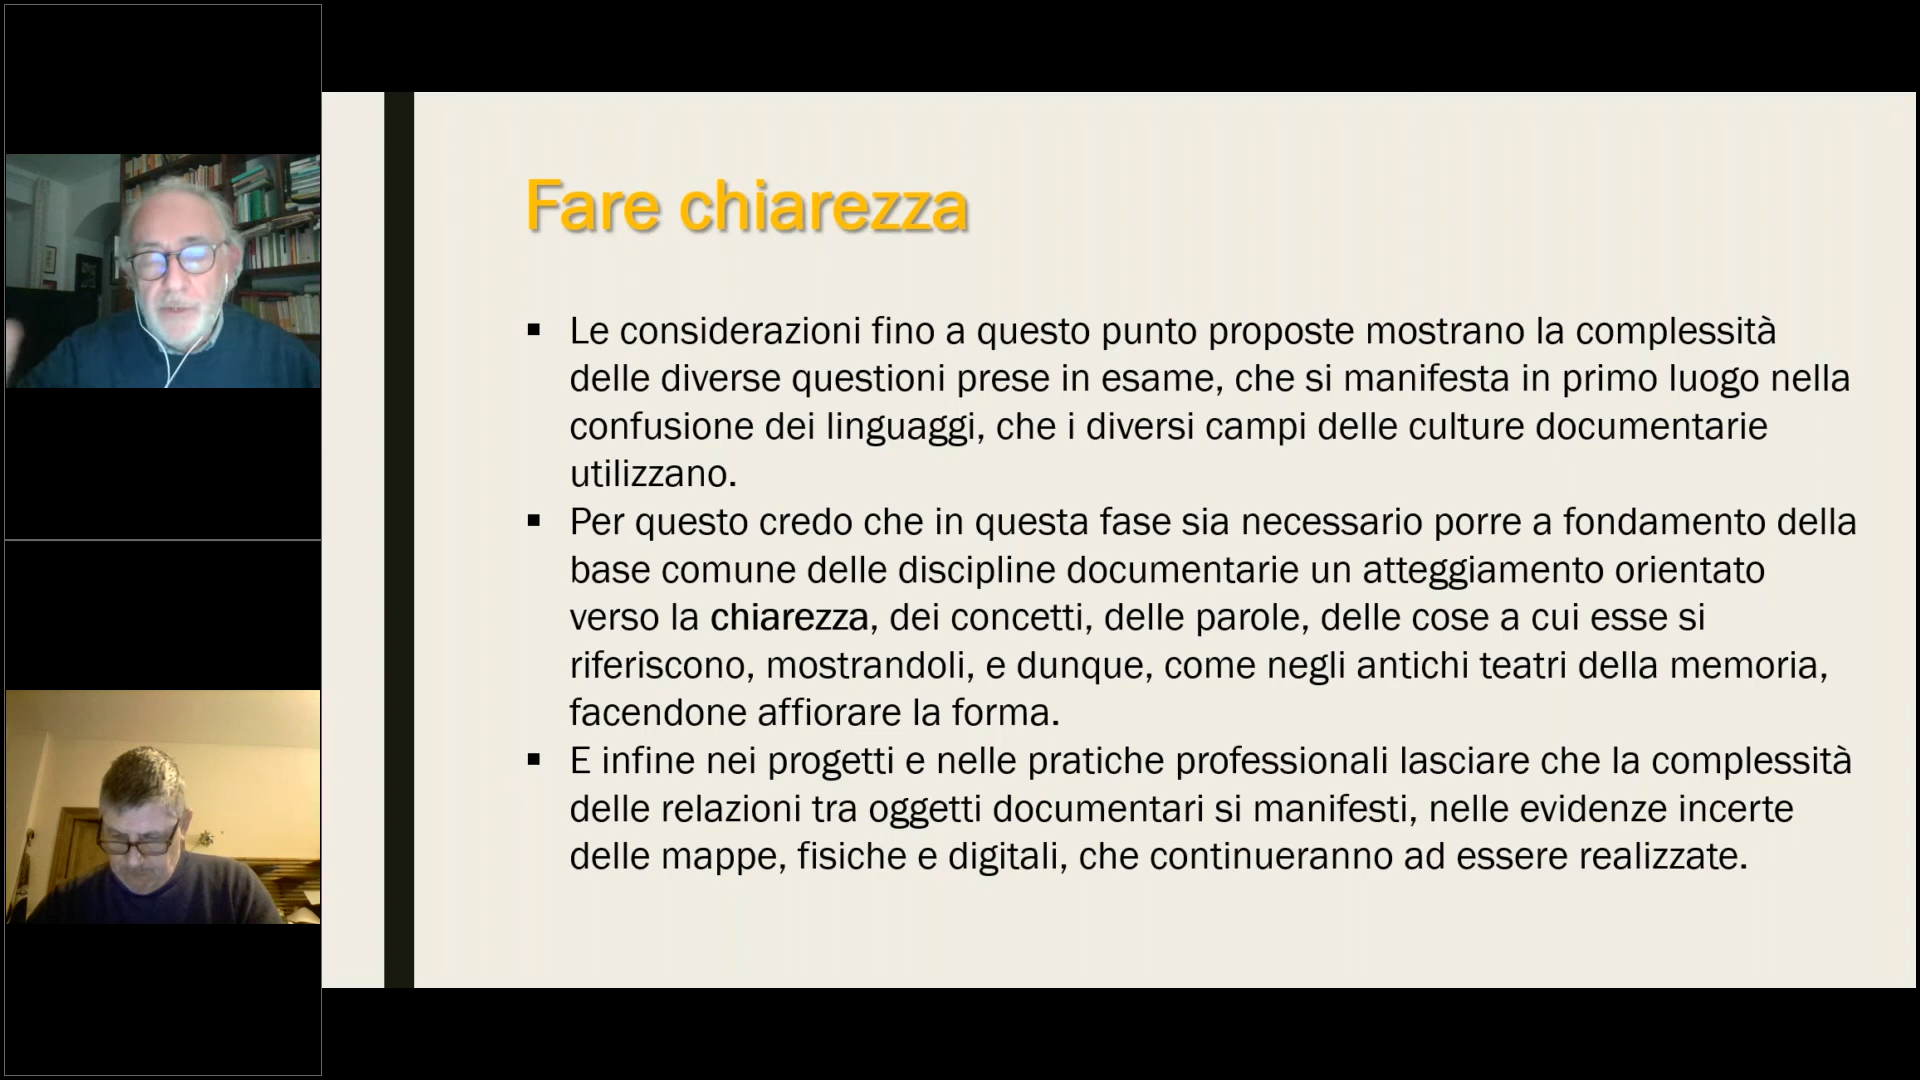 Fare chiarezza
▪ Le considerazioni fino a questo punto proposte mostrano la complessità
delle diverse questioni prese in esame, che si manifesta in primo luogo nella
confusione dei linguaggi, che i diversi campi delle culture documentarie
utilizzano.
▪ Per questo credo che in questa fase sia necessario porre a fondamento della
base comune delle discipline documentarie un atteggiamento orientato
verso la chiarezza, dei concetti, delle parole, delle cose a cui esse si
riferiscono, mostrandoli, e dunque, come negli antichi teatri della memoria,
facendone affiorare la forma.
▪ E infine nei progetti e nelle pratiche professionali lasciare che la complessità
delle relazioni tra oggetti documentari si manifesti, nelle evidenze incerte
delle mappe, fisiche e digitali, che continueranno ad essere realizzate.